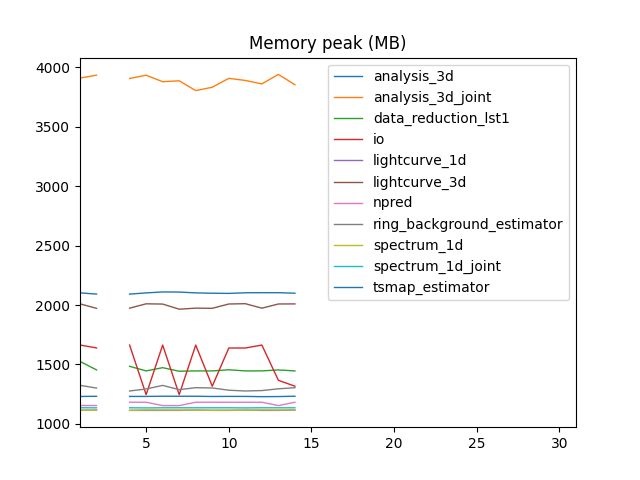 Memory peak (MB)
4000
3500
3000
2500
2000
1500
1000
5
10
15
20
25
30
analysis_3d
analysis_3d_joint
data_reduction_lst1
io
lightcurve_1d
lightcurve_3d
npred
ring_background_estimator
spectrum_1d
spectrum_1d_joint
tsmap_estimator